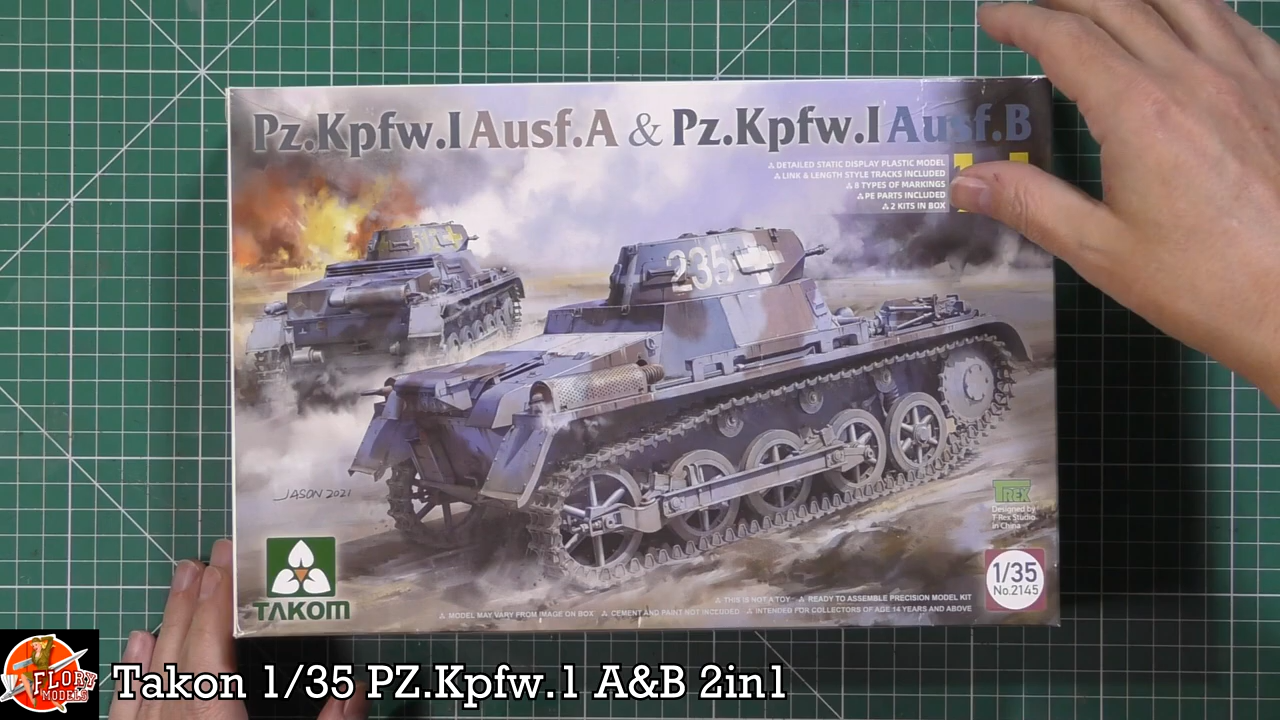 Pz.Kpfw.I Ausf.A & Pz.Kpfw.I Ausf.B
DETAILED STATIC DISPLAY PLASTIC MODEL
LINK & LENGTH STYLE TRACKS INCLUDED
8 TYPES OF MARKINGS
PE PARTS INCLUDED
2 KITS IN BOX
235
JASON 2021
T-REX
Designed by
T-Rex Studio
in China
1/35
No.2145
TAKOM
THIS IS NOT A TOY READY TO ASSEMBLE PRECISION MODEL KIT
MODEL MAY VARY FROM IMAGE ON BOX CEMENT AND PAINT NOT INCLUDED INTENDED FOR COLLECTORS OF AGE 14 YEARS AND ABOVE
FLORY
MODELS
Takon 1/35 PZ.Kpfw.1 A&B 2in1